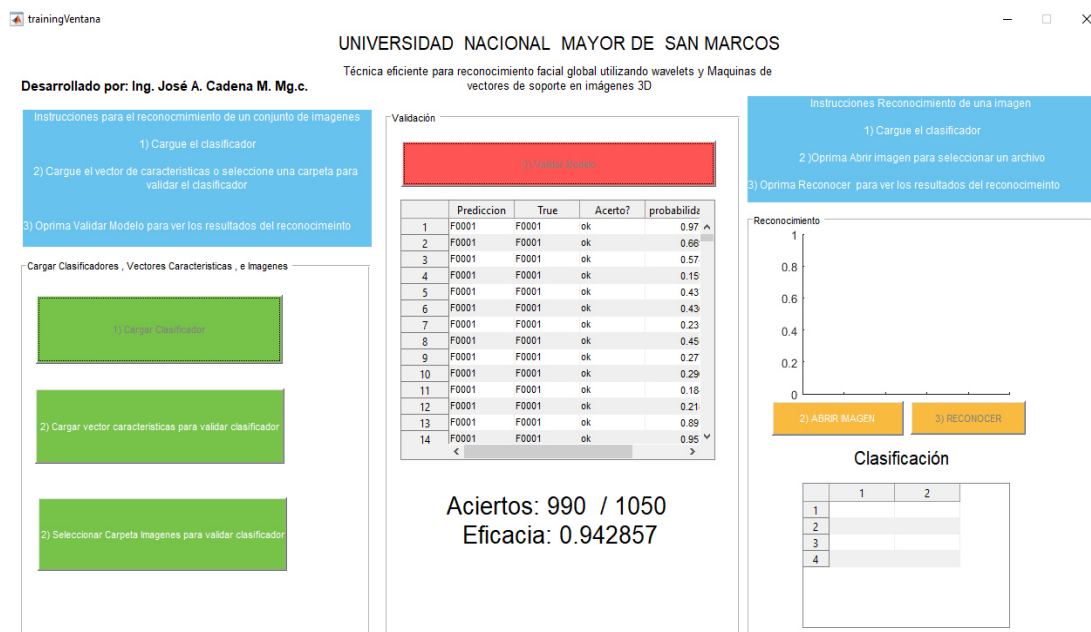 trainingVentana
UNIVERSIDAD NACIONAL MAYOR DE SAN MARCOS
Técnica eficiente para reconocimiento facial global utilizando wavelets y Maquinas de
vectores de soporte en imágenes 3D
Desarrollado por: Ing. José A. Cadena M. Mg.c.
Instrucciones para el reconocmimiento de un conjunto de imagenes
1) Cargue el clasificador
2) Cargue el vector de caracteristicas o seleccione una carpeta para
validar el clasificador
3) Oprima Validar Modelo para ver los resultados del reconocimeinto
Cargar Clasificadores , Vectores Caracteristicas , e Imagenes
1) Cargar Clasificador
2) Cargar vector caracteristicas para validar clasificador
2) Seleccionar Carpeta Imagenes para validar clasificador
Validación
3) Validar Modelo
Prediccion True Acerto? probabilida
1 F0001 F0001 ok 0.97
2 F0001 F0001 ok 0.66
3 F0001 F0001 ok 0.57
4 F0001 F0001 ok 0.15
5 F0001 F0001 ok 0.43
6 F0001 F0001 ok 0.43
7 F0001 F0001 ok 0.23
8 F0001 F0001 ok 0.45
9 F0001 F0001 ok 0.27
10 F0001 F0001 ok 0.29
11 F0001 F0001 ok 0.18
12 F0001 F0001 ok 0.21
13 F0001 F0001 ok 0.89
14 F0001 F0001 ok 0.95
Aciertos: 990 / 1050
Eficacia: 0.942857
Instrucciones Reconocimiento de una imagen
1) Cargue el clasificador
2 )Oprima Abrir imagen para seleccionar un archivo
3) Oprima Reconocer para ver los resultados del reconocimeinto
Reconocimiento
1
0.8
0.6
0.4
0.2
0
2) ABRIR IMAGEN
3) RECONOCER
Clasificación
1 2
1
2
3
4